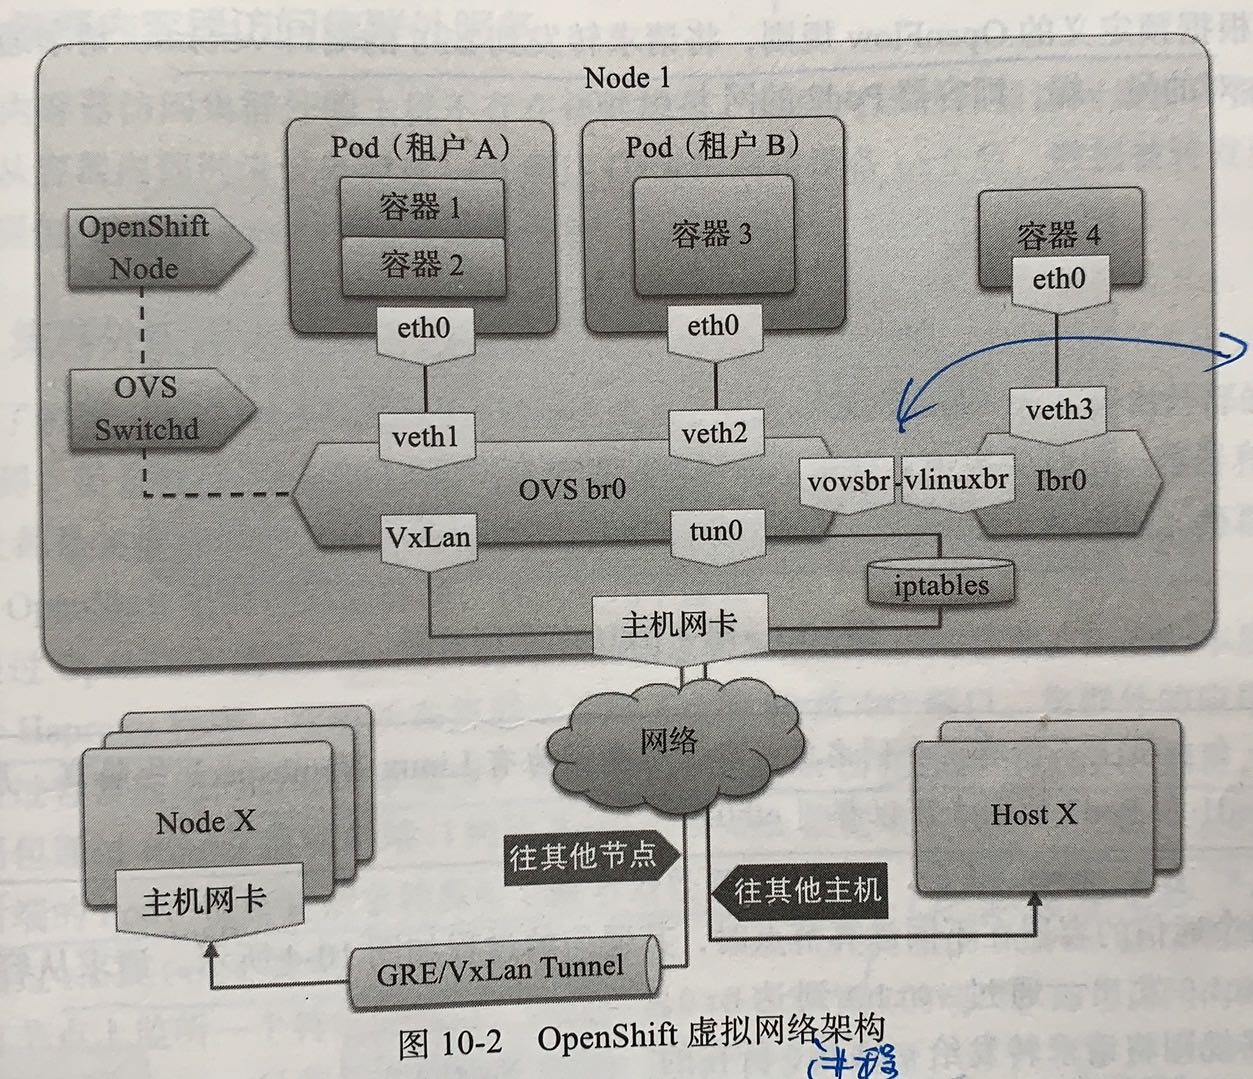 Node 1
Pod（租户 A）
Pod（租户 B）
容器 1
容器 2
容器 3
容器 4
OpenShift
Node
eth0
eth0
eth0
OVS
Switchd
veth1
veth2
veth3
OVS br0
vovsbr
vlinuxbr
Ibr0
VxLan
tun0
iptables
主机网卡
网络
Node X
主机网卡
Host X
往其他节点
往其他主机
GRE/VxLan Tunnel
图 10-2 OpenShift 虚拟网络架构